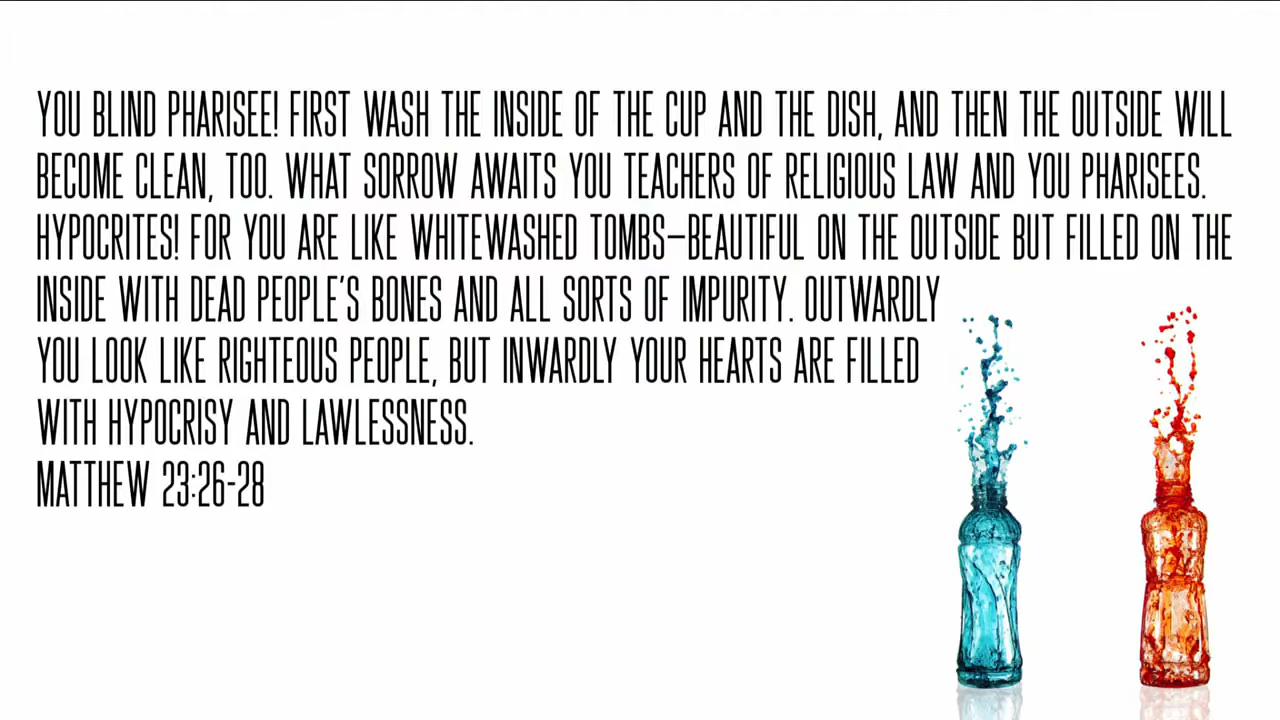 YOU BLIND PHARISEE! FIRST WASH THE INSIDE OF THE CUP AND THE DISH, AND THEN THE OUTSIDE WILL
BECOME CLEAN, TOO. WHAT SORROW AWAITS YOU TEACHERS OF RELIGIOUS LAW AND YOU PHARISEES.
HYPOCRITES! FOR YOU ARE LIKE WHITEWASHED TOMBS—BEAUTIFUL ON THE OUTSIDE BUT FILLED ON THE
INSIDE WITH DEAD PEOPLE'S BONES AND ALL SORTS OF IMPURITY. OUTWARDLY
YOU LOOK LIKE RIGHTEOUS PEOPLE, BUT INWARDLY YOUR HEARTS ARE FILLED
WITH HYPOCRISY AND LAWLESSNESS.
MATTHEW 23:26-28